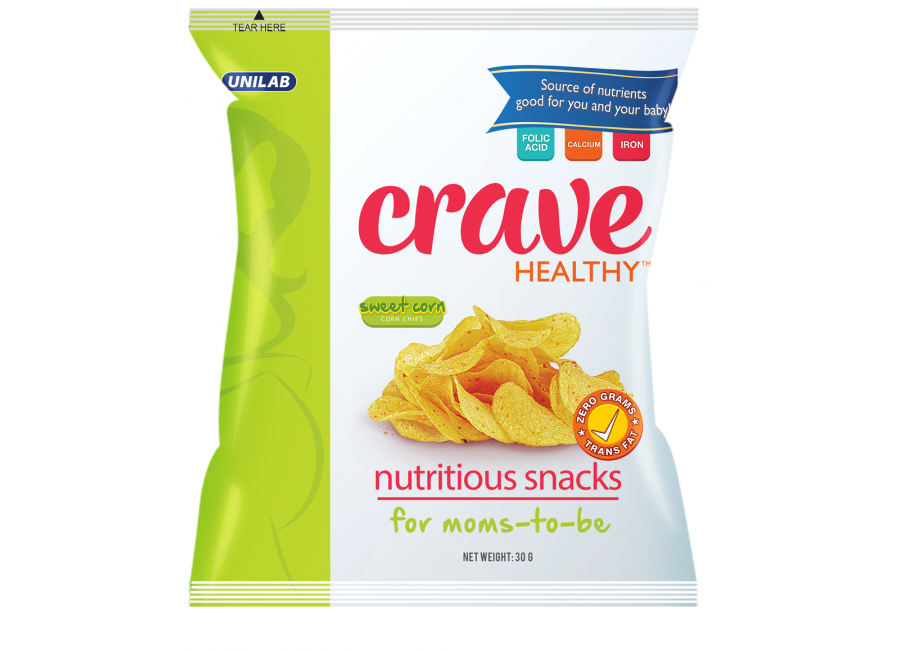 TEAR HERE
UNILAB
Source of nutrients
good for you and your baby!
FOLIC
ACID
CALCIUM
IRON
crave
HEALTHY™
sweet corn
CORN CHIPS
ZERO GRAMS
TRANS FAT
nutritious snacks
for moms-to-be
NET WEIGHT: 30 G